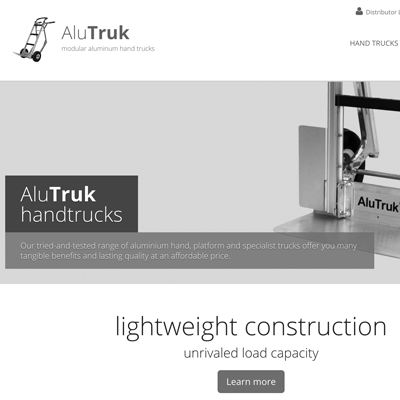 Distributor
AluTruk
modular aluminum hand trucks
HAND TRUCKS
AluTruk
AluTruk
handtrucks
Our tried-and-tested range of aluminium hand, platform and specialist trucks offer you many
tangible benefits and lasting quality at an affordable price.
lightweight construction
unrivaled load capacity
Learn more